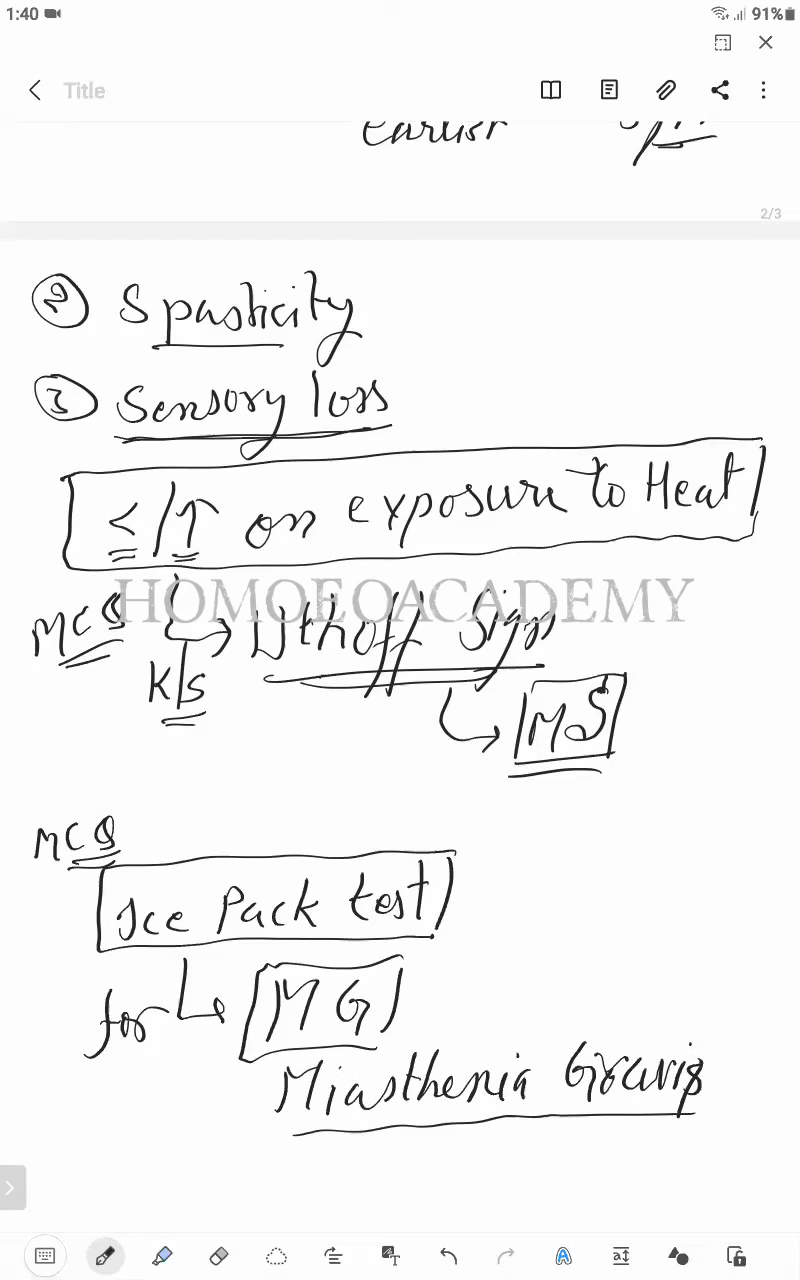 1:40 91%
Title
Earlier
2/3
② Spasticity
③ Sensory loss
</↑ on exposure to Heat
HOMOEOACADEMY
MCQ K/s → Uthoff Sign
→ MS
MCQ
Ice Pack test
for → MG
Miasthenia Gravis